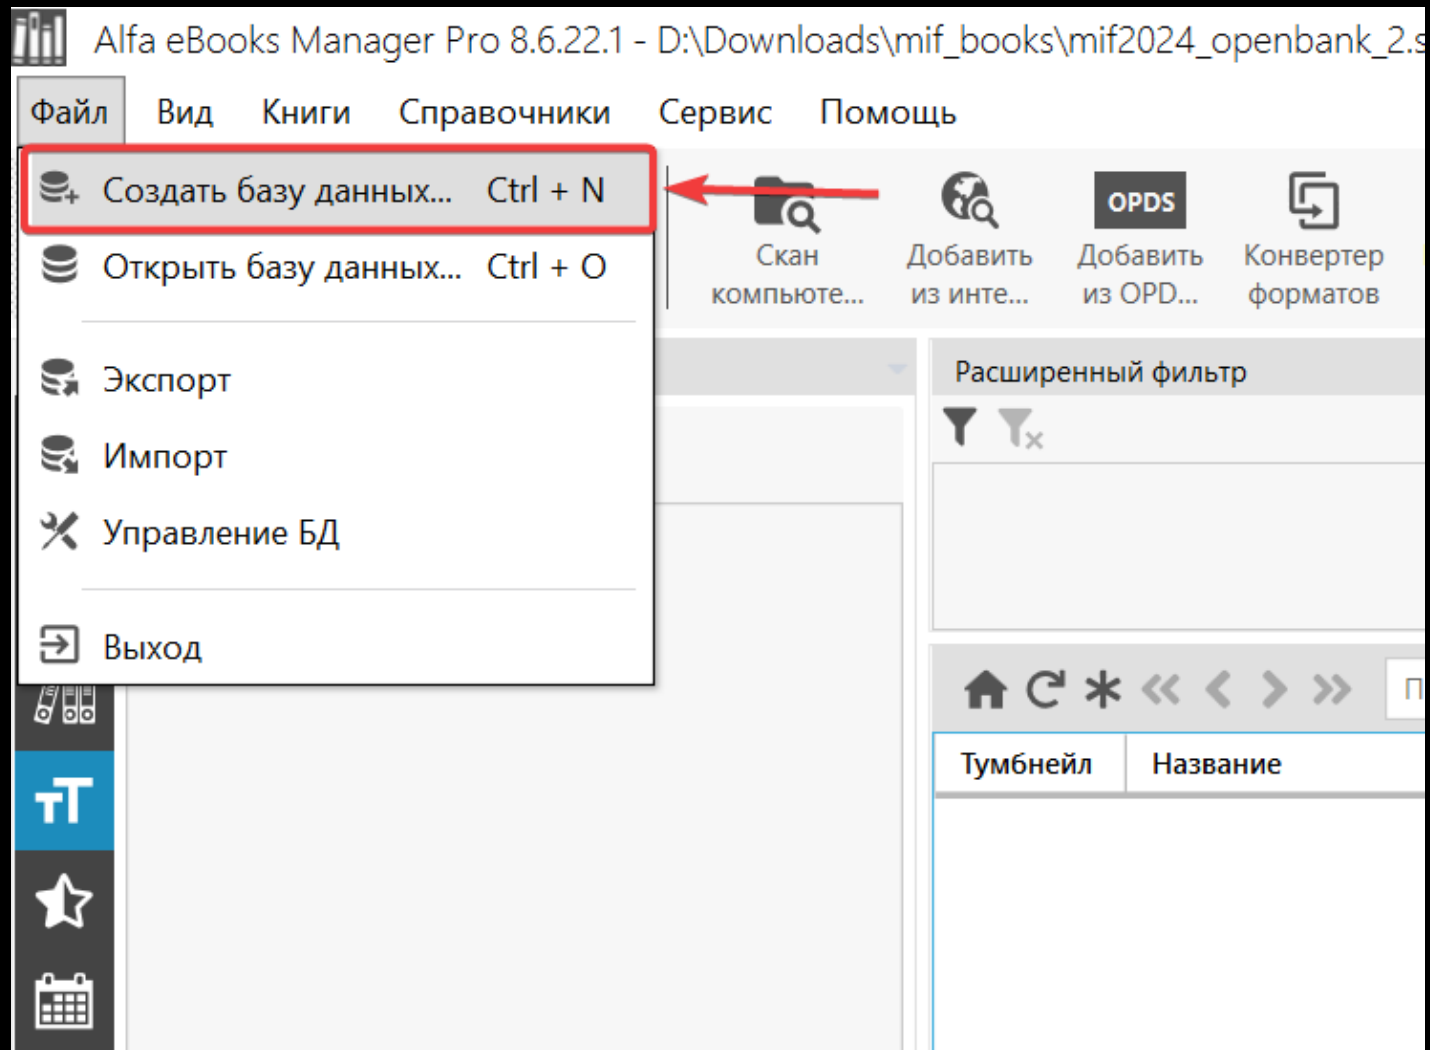 Alfa eBooks Manager Pro 8.6.22.1 - D:\Downloads\mif_books\mif2024_openbank_2.s
Файл Вид Книги Справочники Сервис Помощь
Создать базу данных... Ctrl + N
Открыть базу данных... Ctrl + O
Экспорт
Импорт
Управление БД
Выход
Скан
компьюте...
Добавить
из инте...
OPDS
Добавить
из OPD...
Конвертер
форматов
Расширенный фильтр
П
Тумбнейл Название